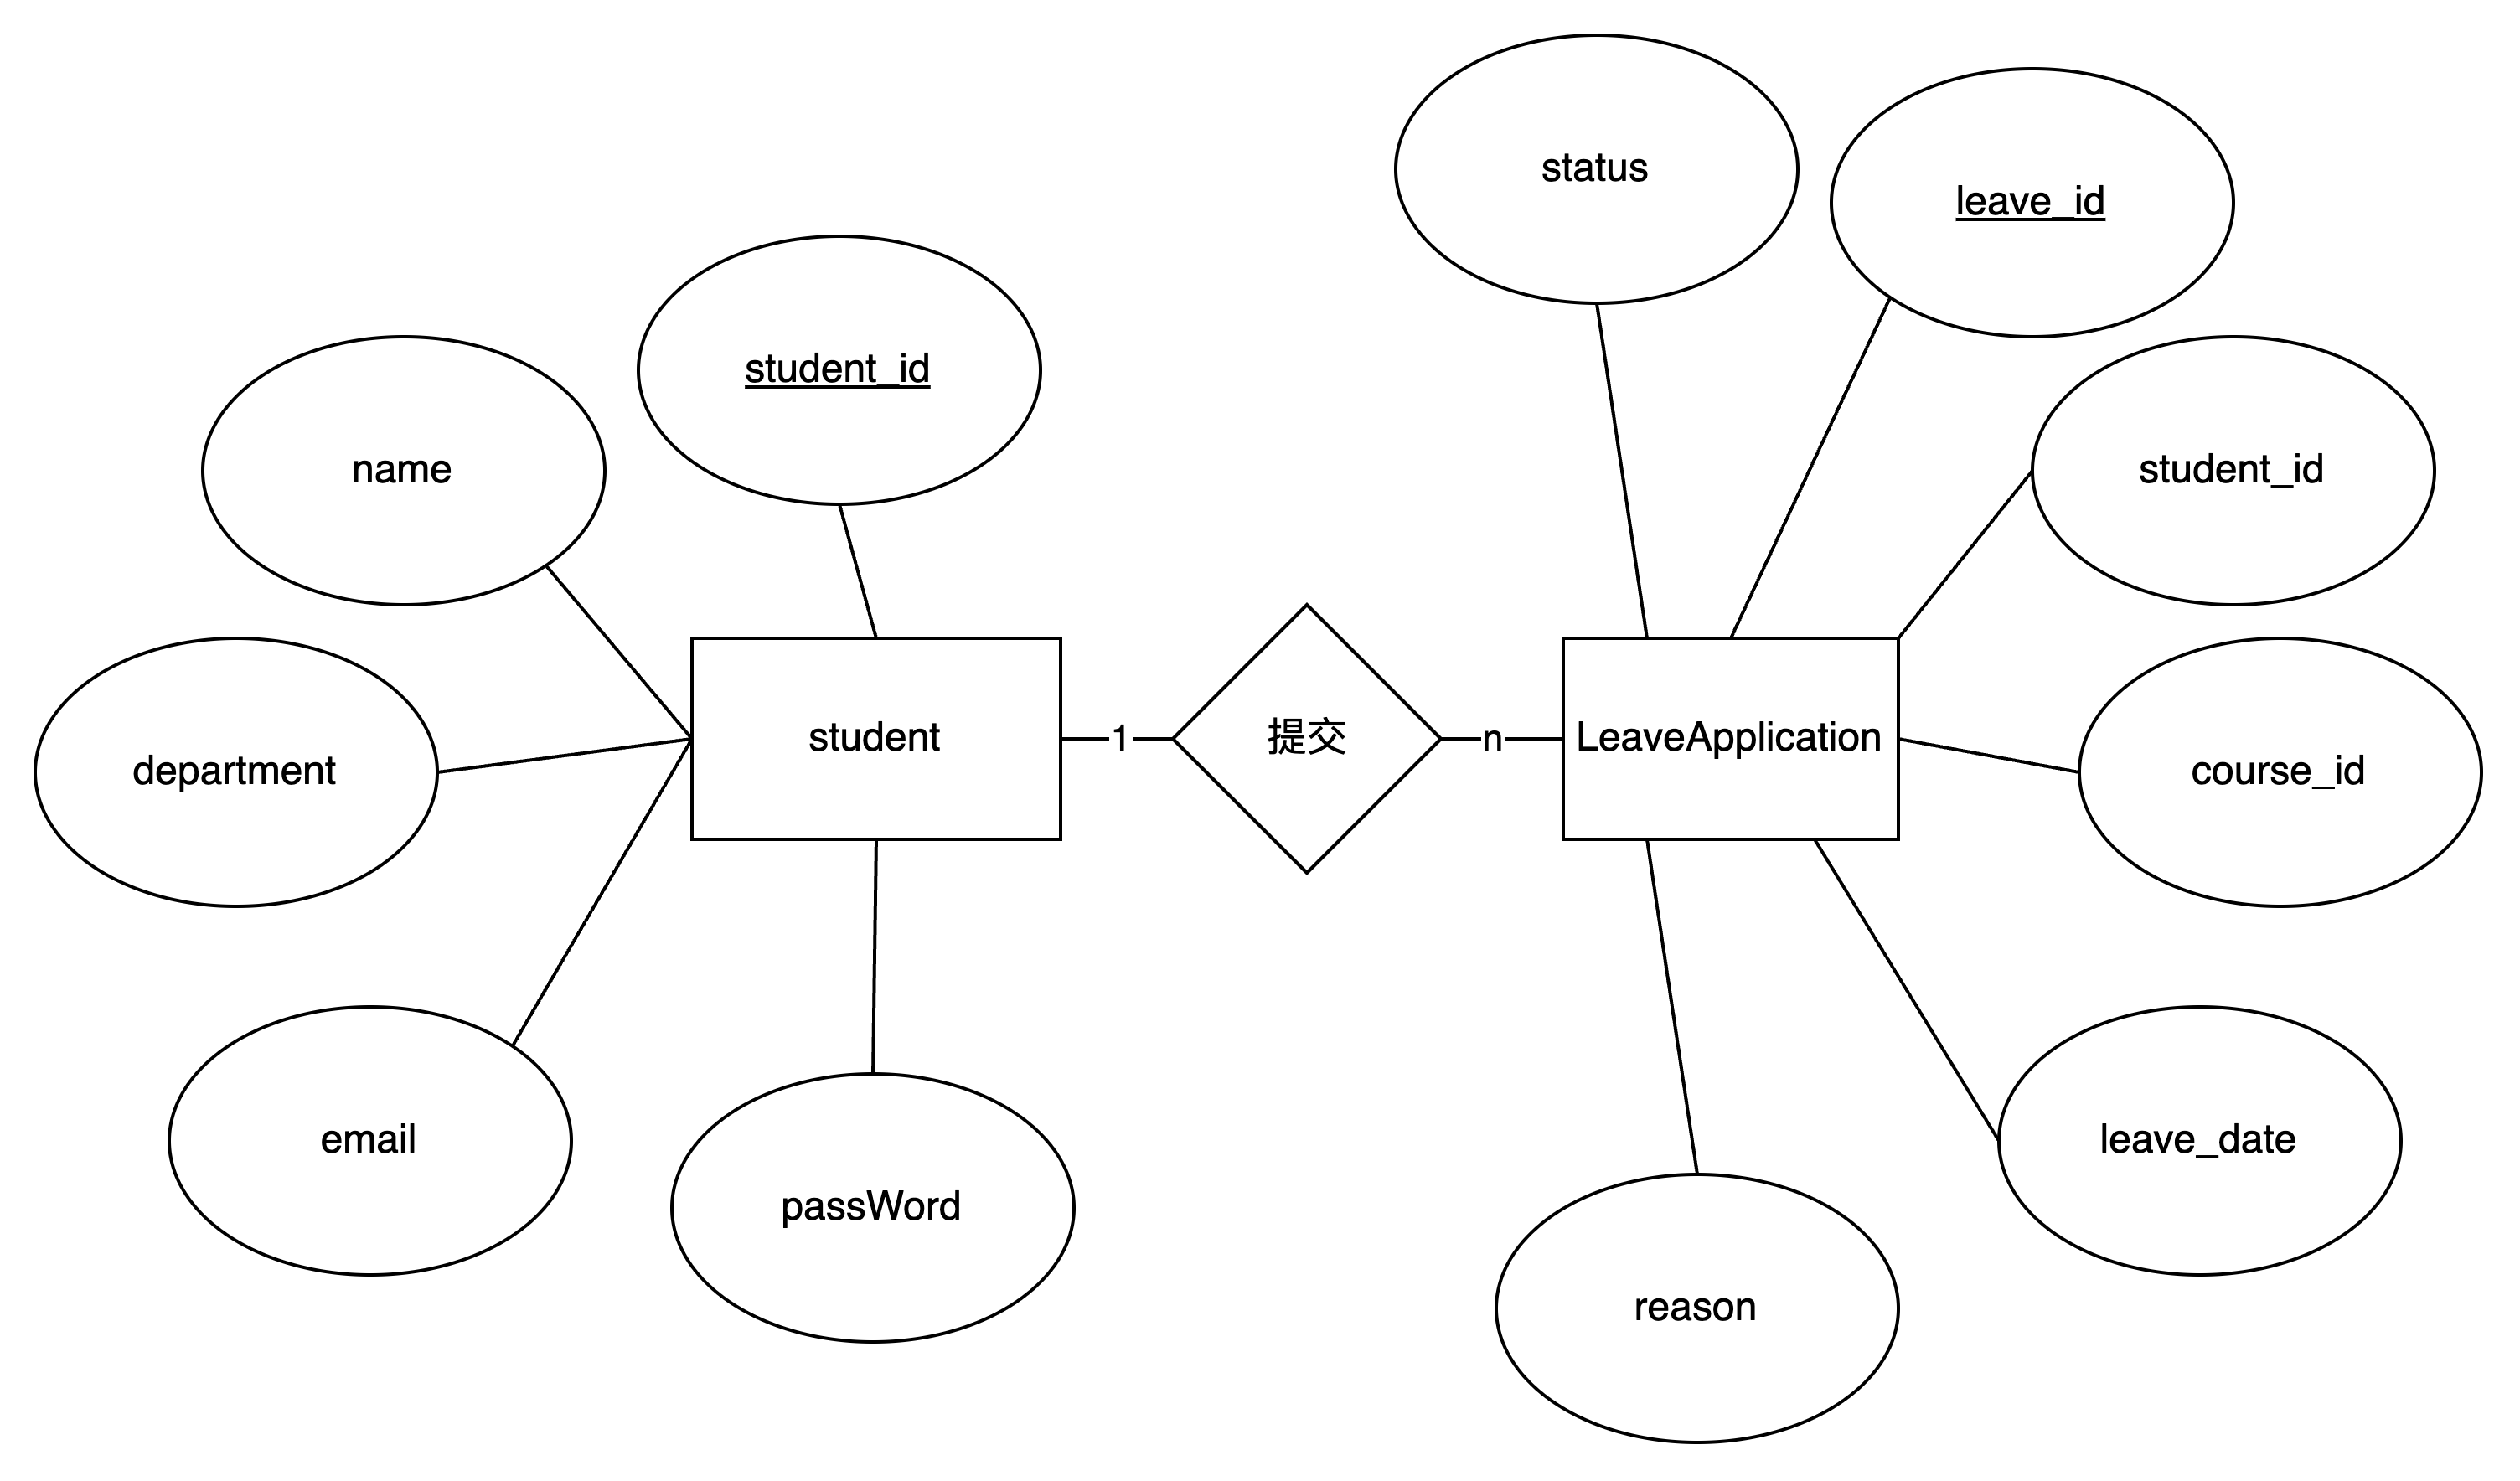 status
leave_id
student_id
name
student_id
student
1
提交
n
LeaveApplication
department
course_id
email
leave_date
passWord
reason